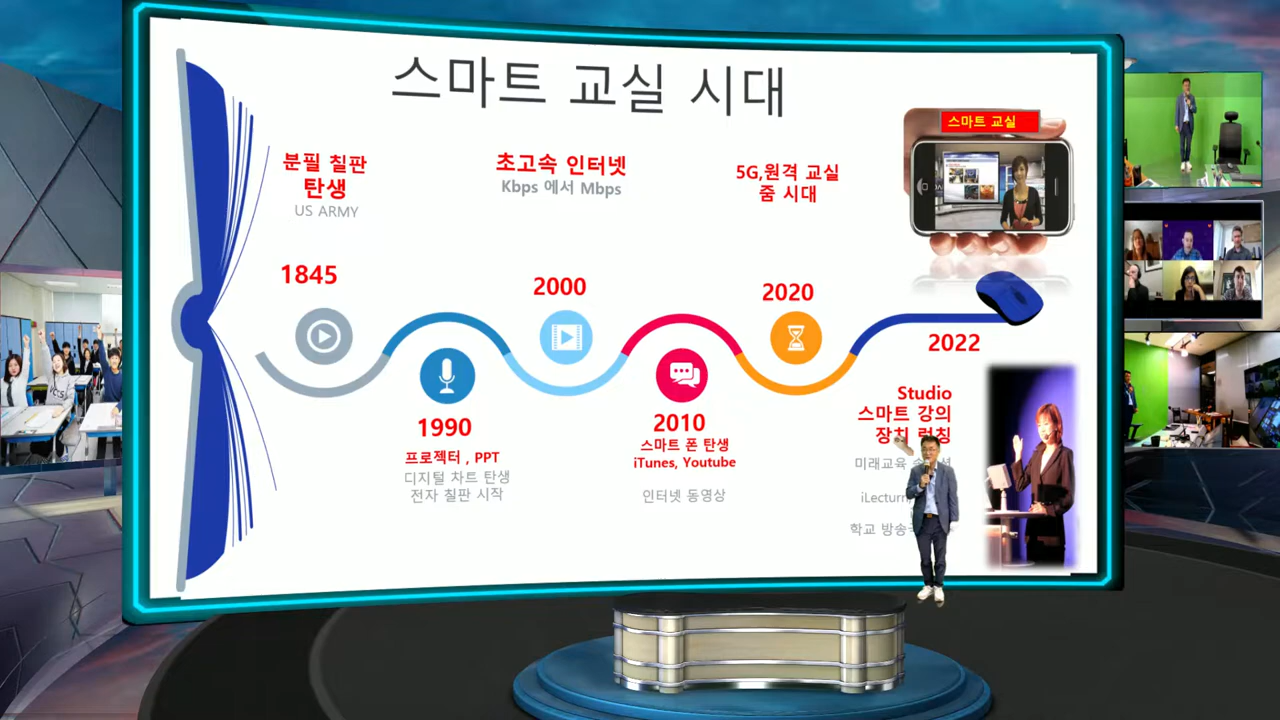 스마트 교실 시대
스마트 교실
분필 칠판
탄생
US ARMY
초고속 인터넷
Kbps 에서 Mbps
5G,원격 교실
줌 시대
1845
2000
2020
2022
1990
프로젝터 , PPT
디지털 차트 탄생
전자 칠판 시작
2010
스마트 폰 탄생
iTunes, Youtube
인터넷 동영상
Studio
스마트 강의
장치 런칭
미래교육
학교